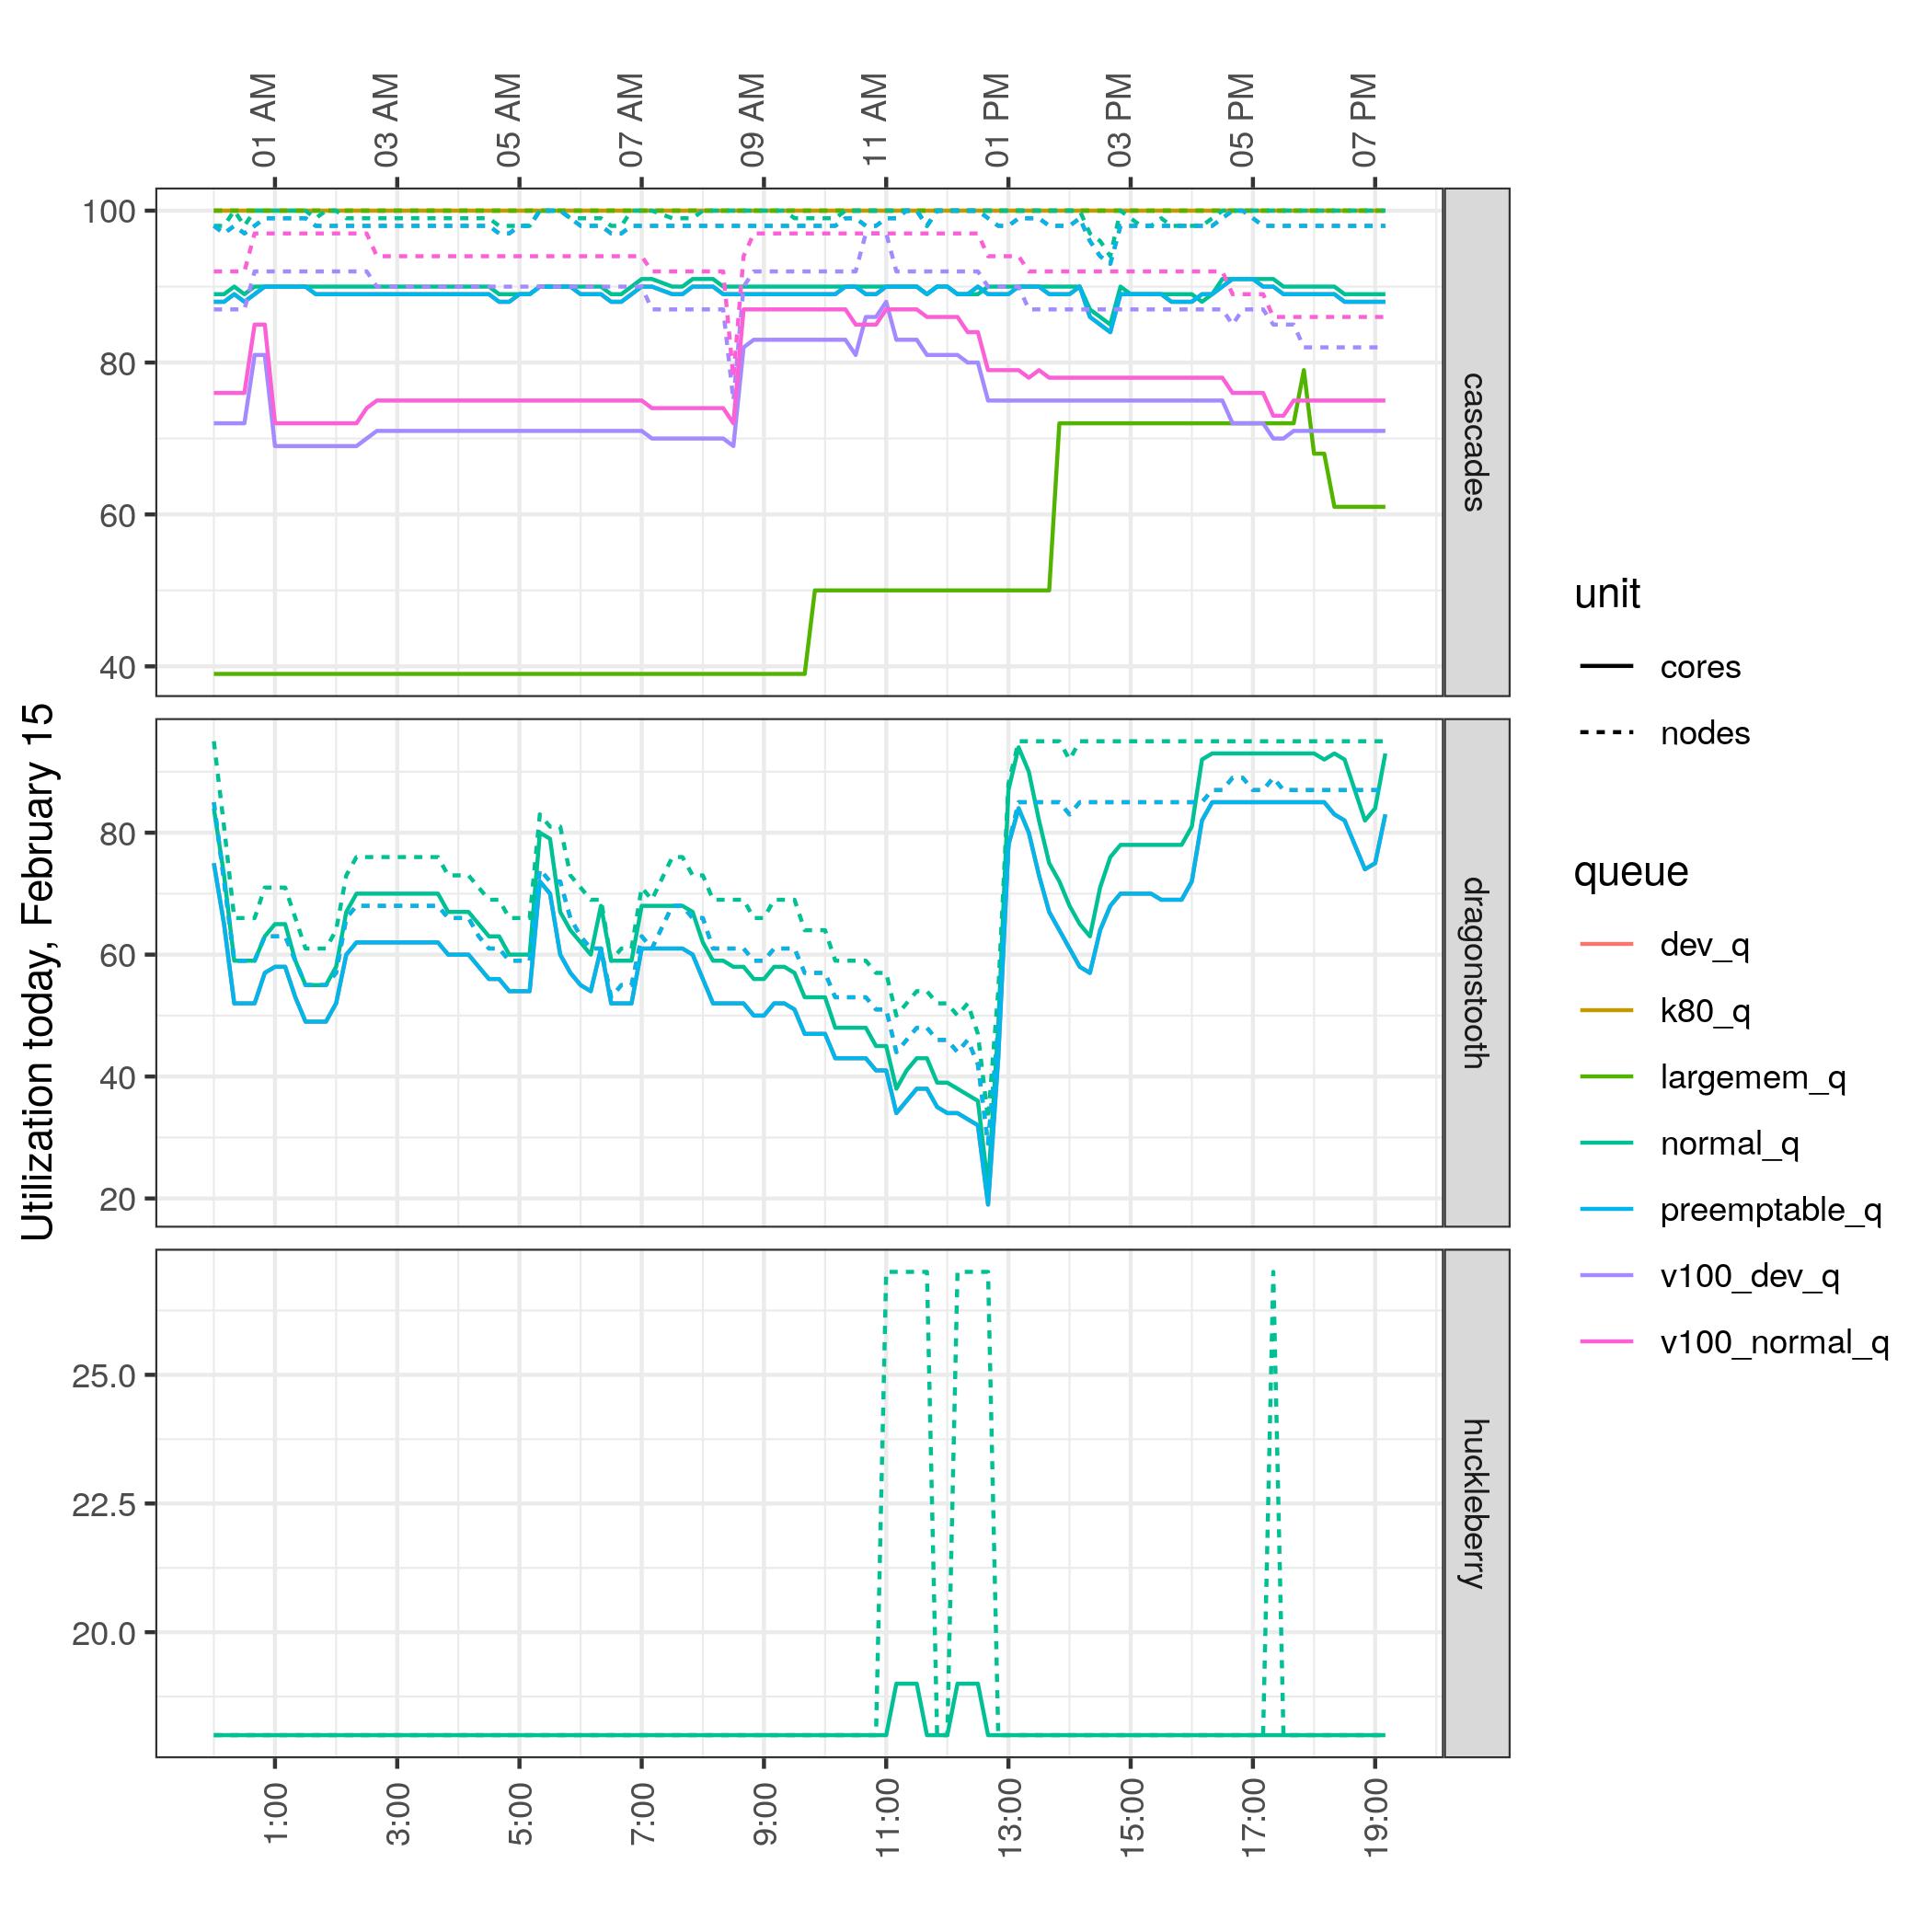 01 AM
03 AM
05 AM
07 AM
09 AM
11 AM
01 PM
03 PM
05 PM
07 PM
Utilization today, February 15
100
80
60
40
cascades
80
60
40
20
dragonstooth
25.0
22.5
20.0
huckleberry
1:00
3:00
5:00
7:00
9:00
11:00
13:00
15:00
17:00
19:00
unit
cores
nodes
queue
dev_q
k80_q
largemem_q
normal_q
preemptable_q
v100_dev_q
v100_normal_q